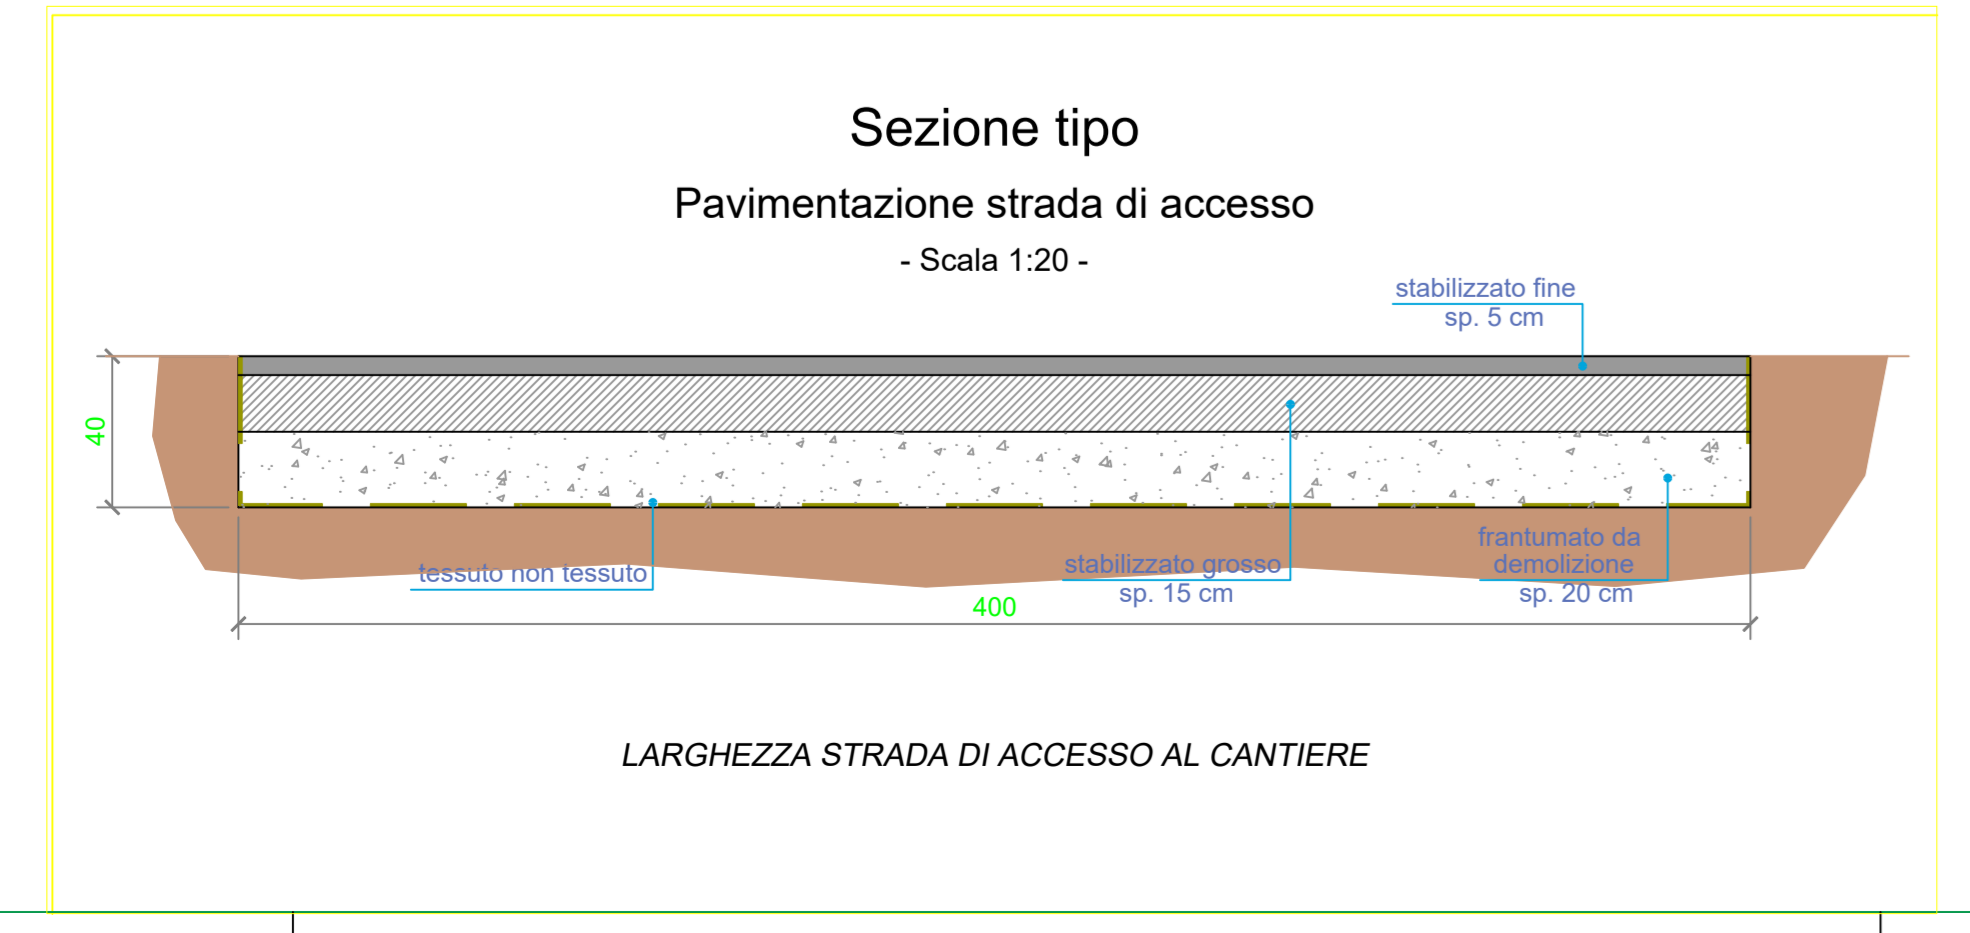 Sezione tipo
Pavimentazione strada di accesso
- Scala 1:20 -
stabilizzato fine
sp. 5 cm
40
tessuto non tessuto
stabilizzato grosso
sp. 15 cm
frantumato da
demolizione
sp. 20 cm
400
LARGHEZZA STRADA DI ACCESSO AL CANTIERE